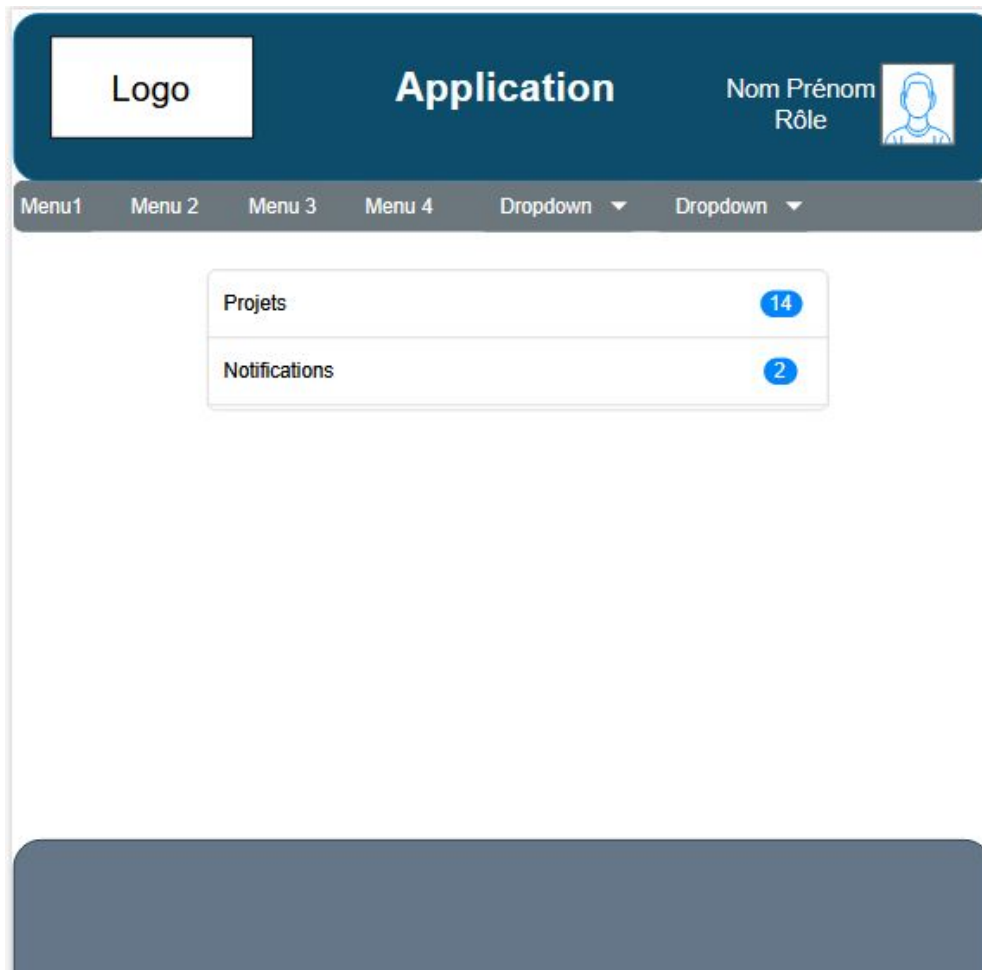 Logo
Application
Nom Prénom
Rôle
Menu1 Menu 2 Menu 3 Menu 4 Dropdown Dropdown
Projets 14
Notifications 2